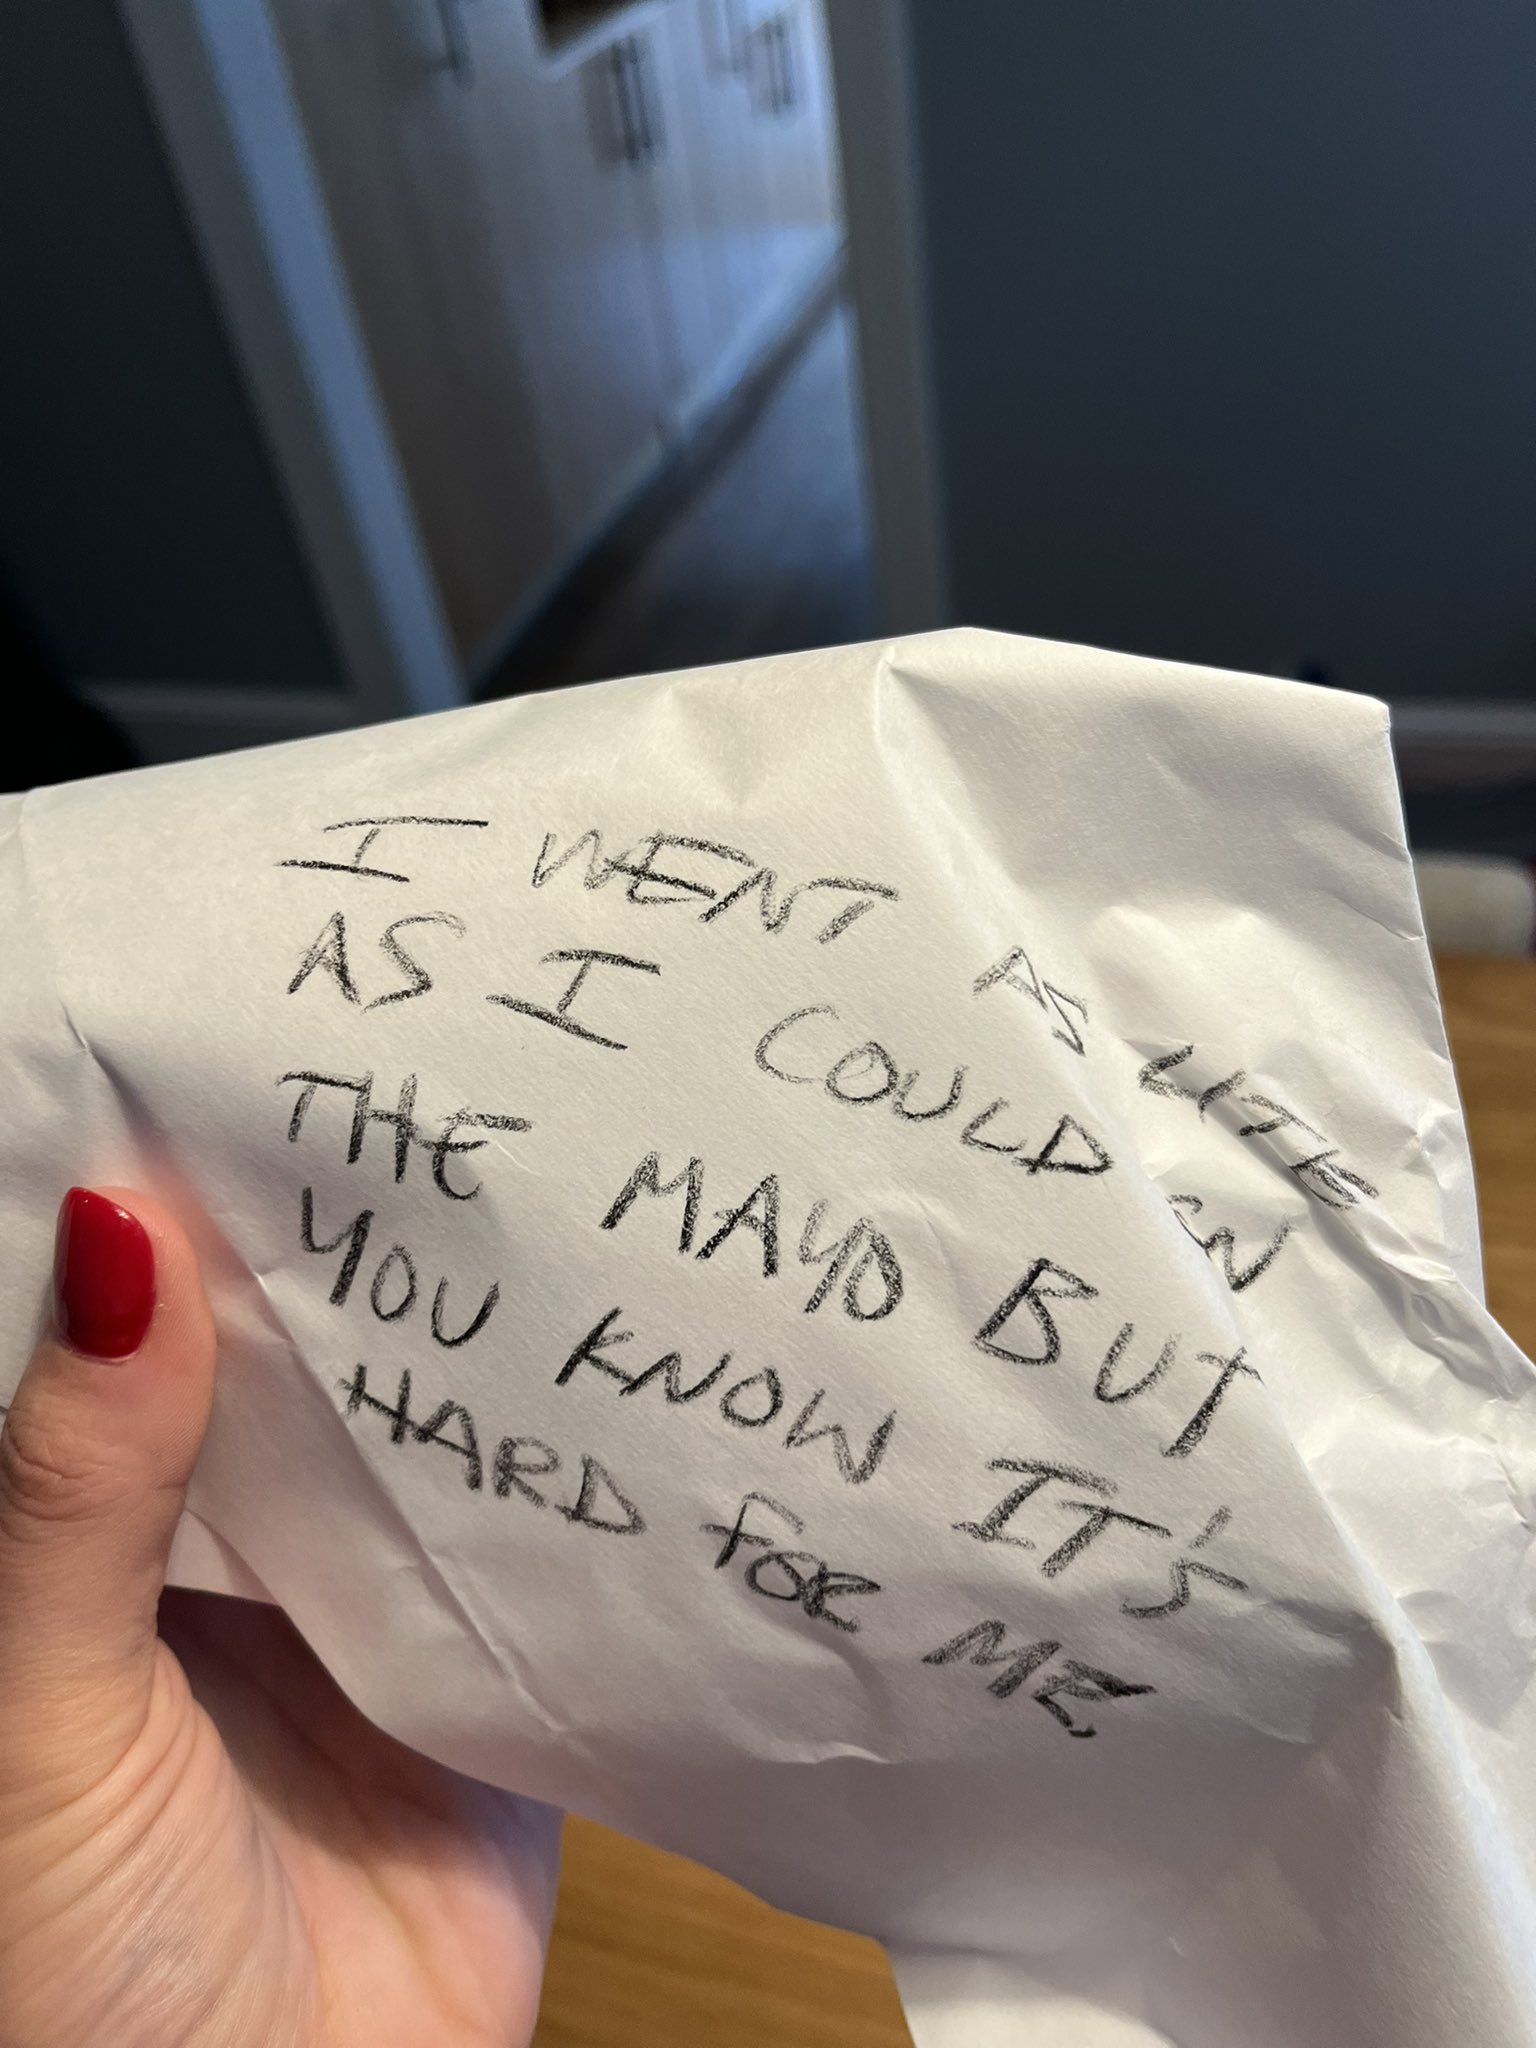 I WENT AS LITE
AS I COULD ON
THE MAYO BUT
YOU KNOW IT'S
HARD FOR ME